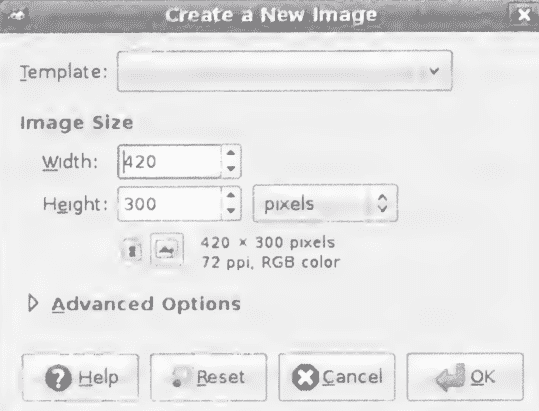 Create a New Image
Template:
Image Size
Width: 420
Height: 300 pixels
420 × 300 pixels
72 ppi, RGB color
Advanced Options
Help Reset Cancel OK